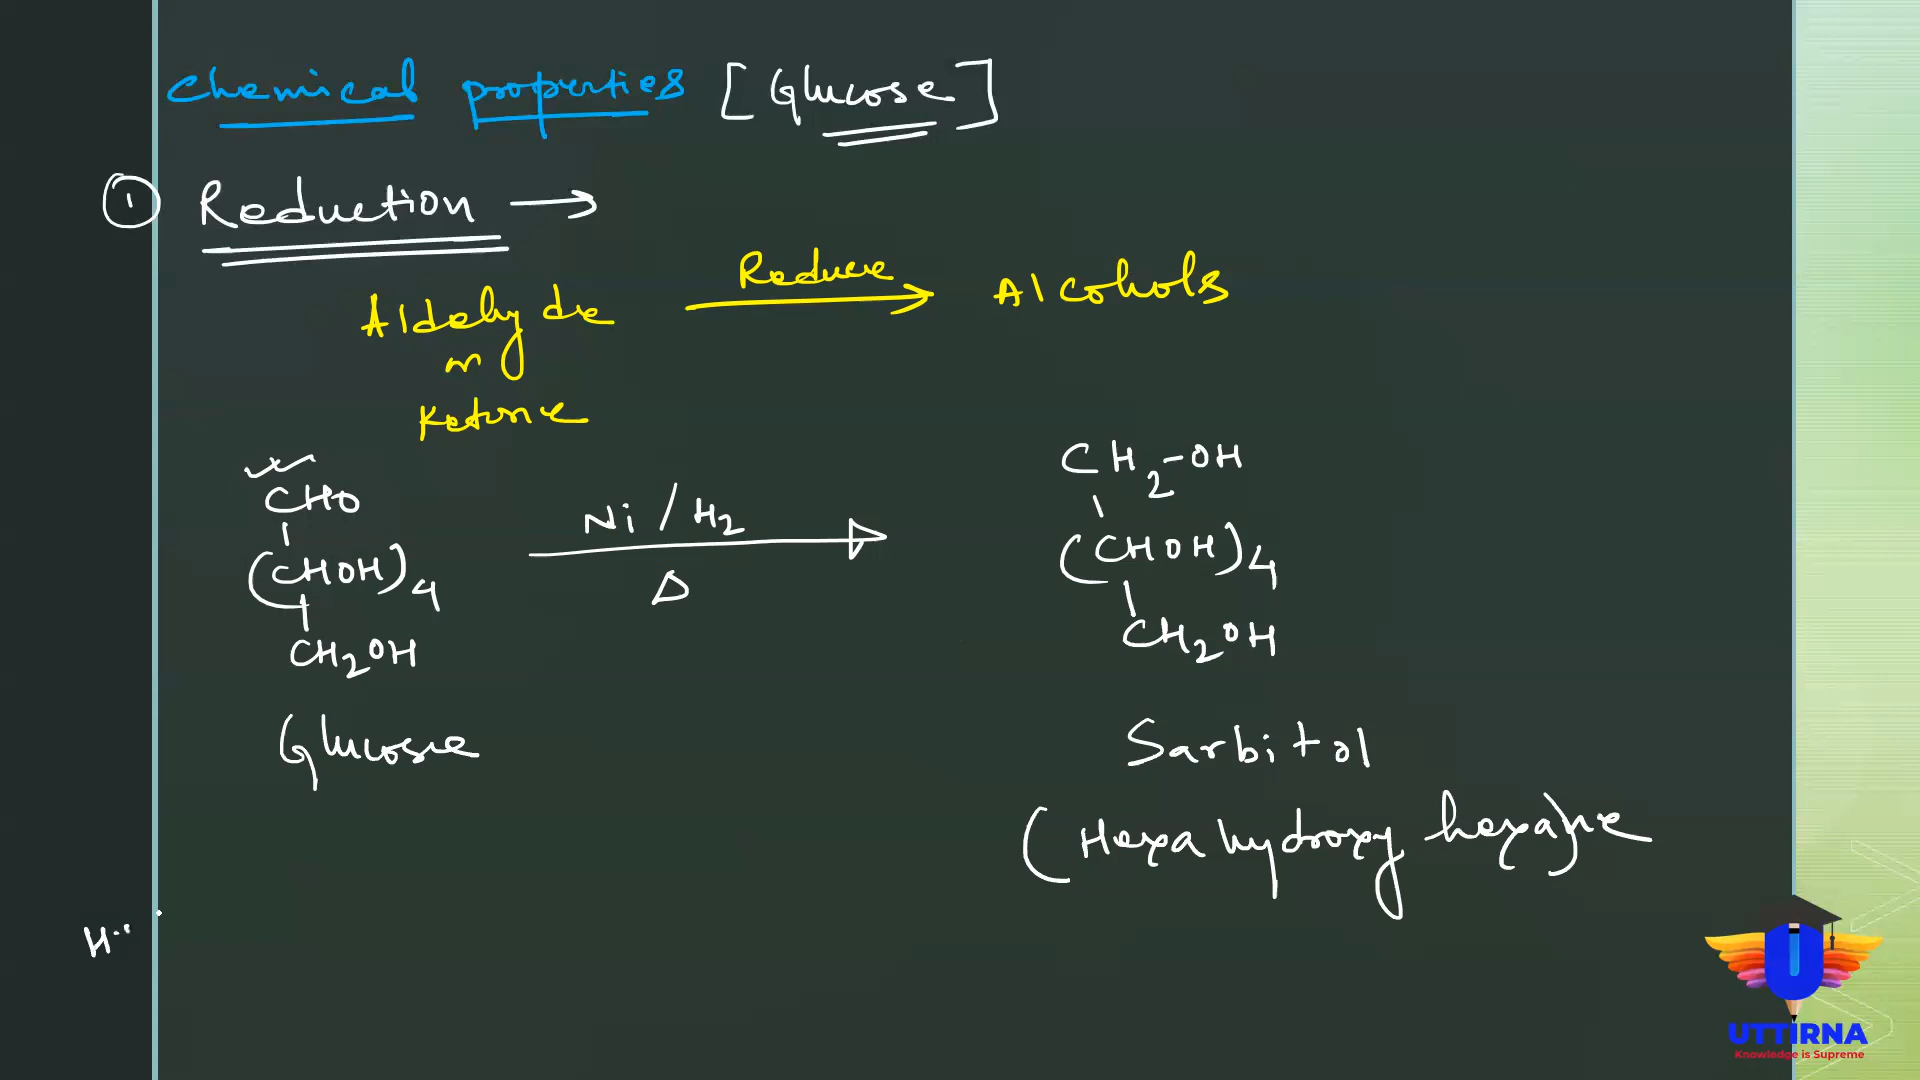 Chemical properties [Glucose]
① Reduction →
Reduce
Aldehyde → Alcohols
or
Ketone
CHO
(CHOH)4
CH2OH
Glucose
Ni / H2
Δ
CH2-OH
(CHOH)4
CH2OH
Sarbitol
(Hexahydroxy hexane)
H
UTTIRNA
Knowledge is Supreme